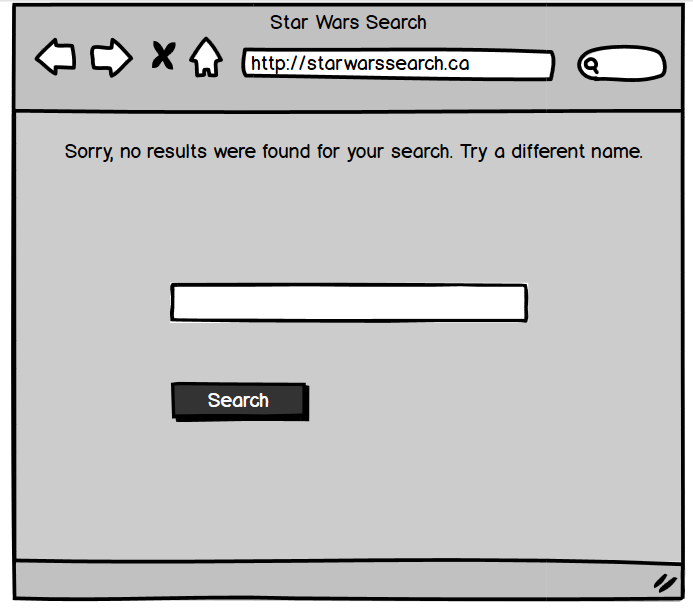 Star Wars Search
http://starwarssearch.ca
Sorry, no results were found for your search. Try a different name.
Search